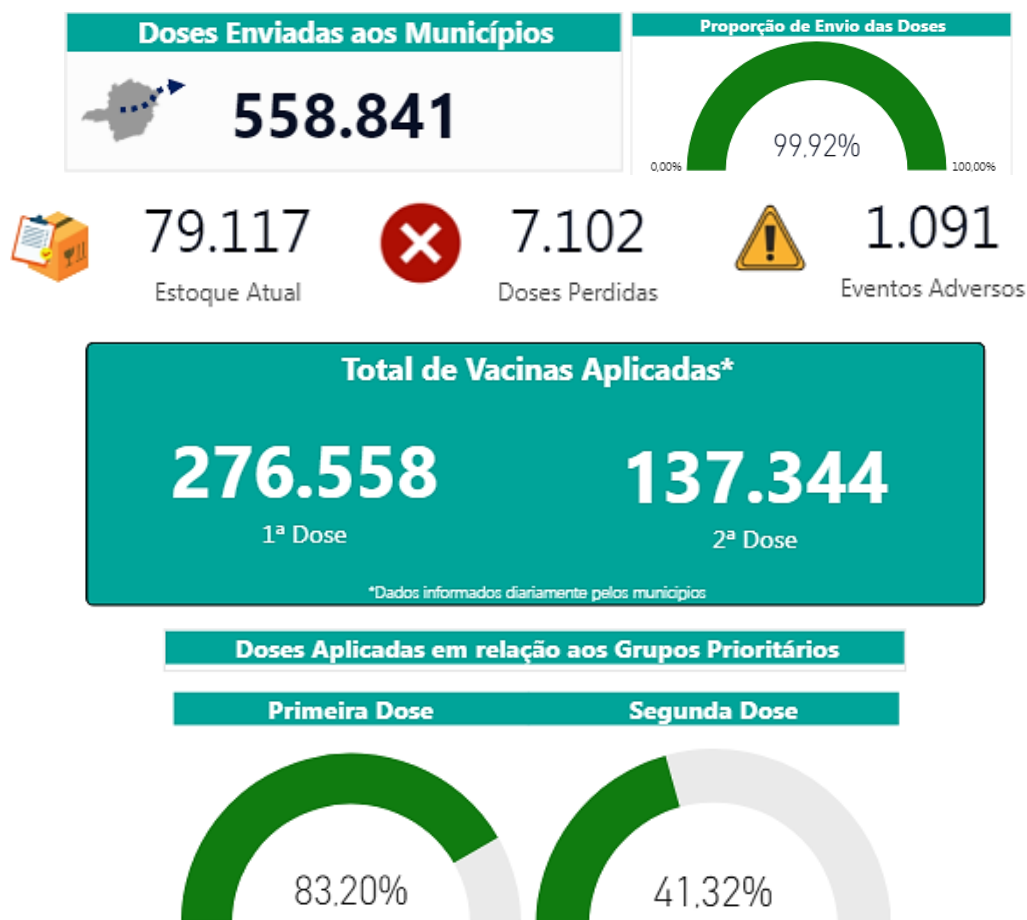 Doses Enviadas aos Municípios
558.841
Proporção de Envio das Doses
99,92%
0,00%
100,00%
79.117
Estoque Atual
7.102
Doses Perdidas
1.091
Eventos Adversos
Total de Vacinas Aplicadas*
276.558
1ª Dose
137.344
2ª Dose
*Dados informados diariamente pelos municípios
Doses Aplicadas em relação aos Grupos Prioritários
Primeira Dose
Segunda Dose
83,20%
41,32%